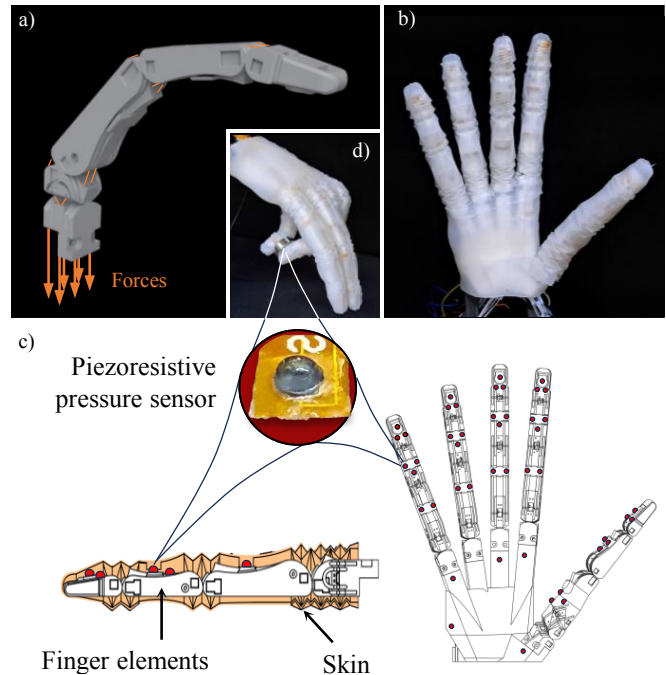 a)
b)
d)
Forces
c)
Piezoresistive
pressure sensor
Finger elements
Skin